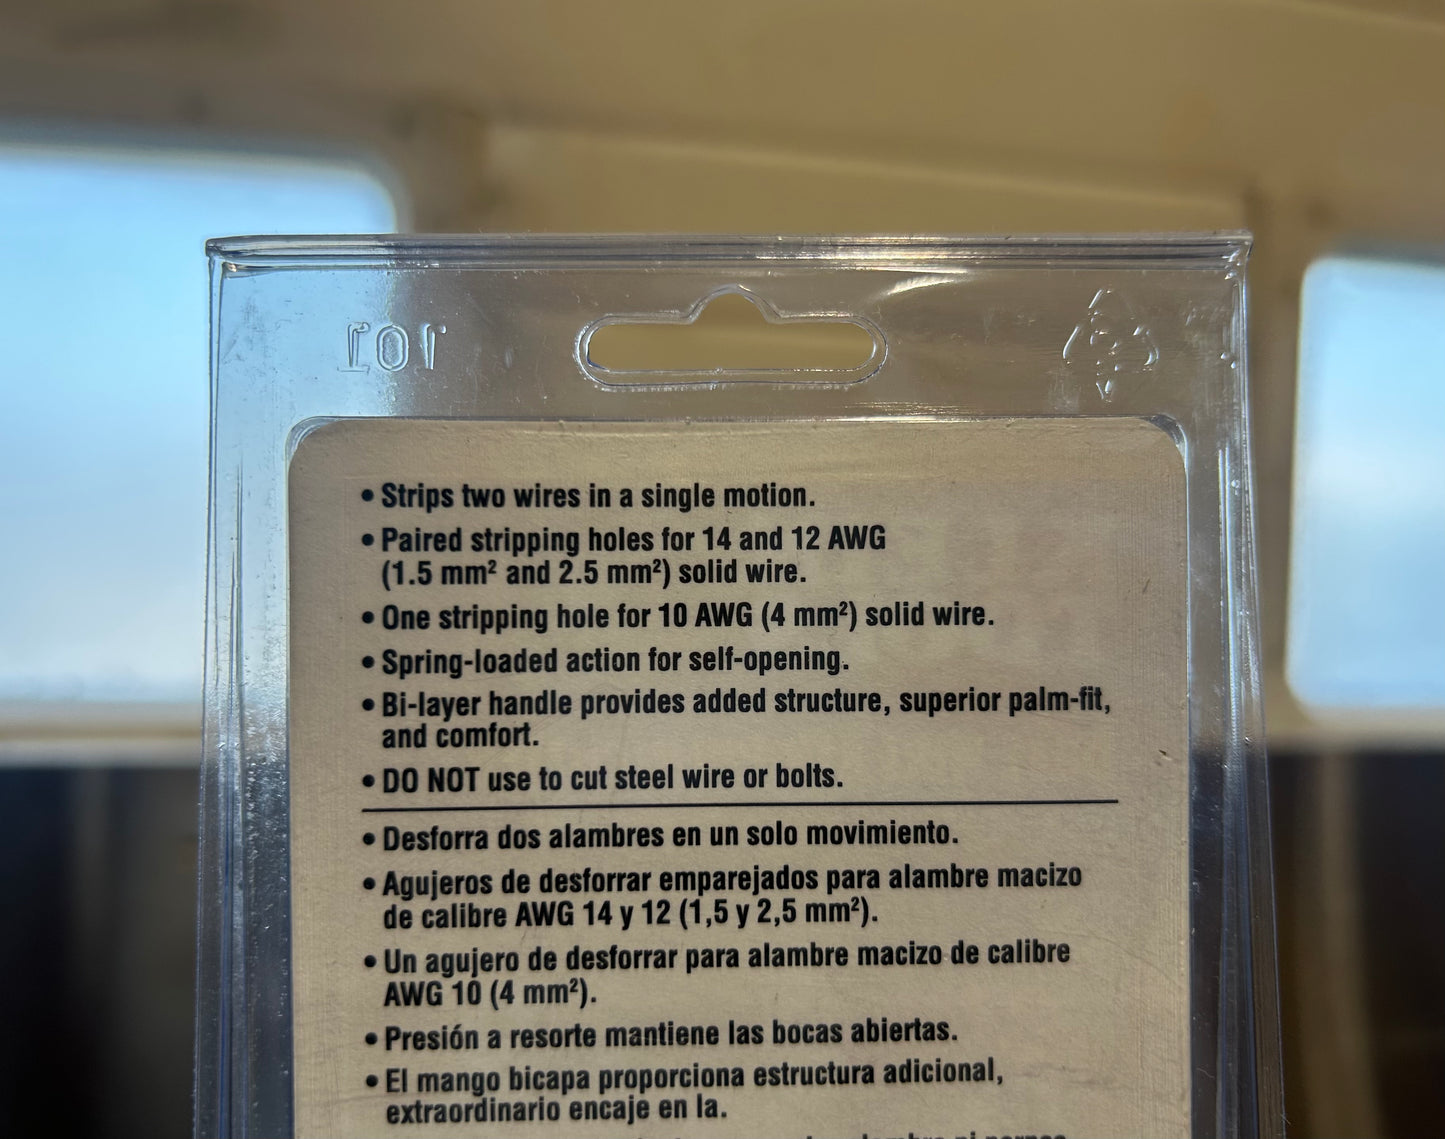 101
• Strips two wires in a single motion.
• Paired stripping holes for 14 and 12 AWG
(1.5 mm² and 2.5 mm²) solid wire.
• One stripping hole for 10 AWG (4 mm²) solid wire.
• Spring-loaded action for self-opening.
• Bi-layer handle provides added structure, superior palm-fit,
and comfort.
• DO NOT use to cut steel wire or bolts.
• Desforra dos alambres en un solo movimiento.
• Agujeros de desforrar emparejados para alambre macizo
de calibre AWG 14 y 12 (1,5 y 2,5 mm²).
• Un agujero de desforrar para alambre macizo de calibre
AWG 10 (4 mm²).
• Presión a resorte mantiene las bocas abiertas.
• El mango bicapa proporciona estructura adicional,
extraordinario encaje en la.